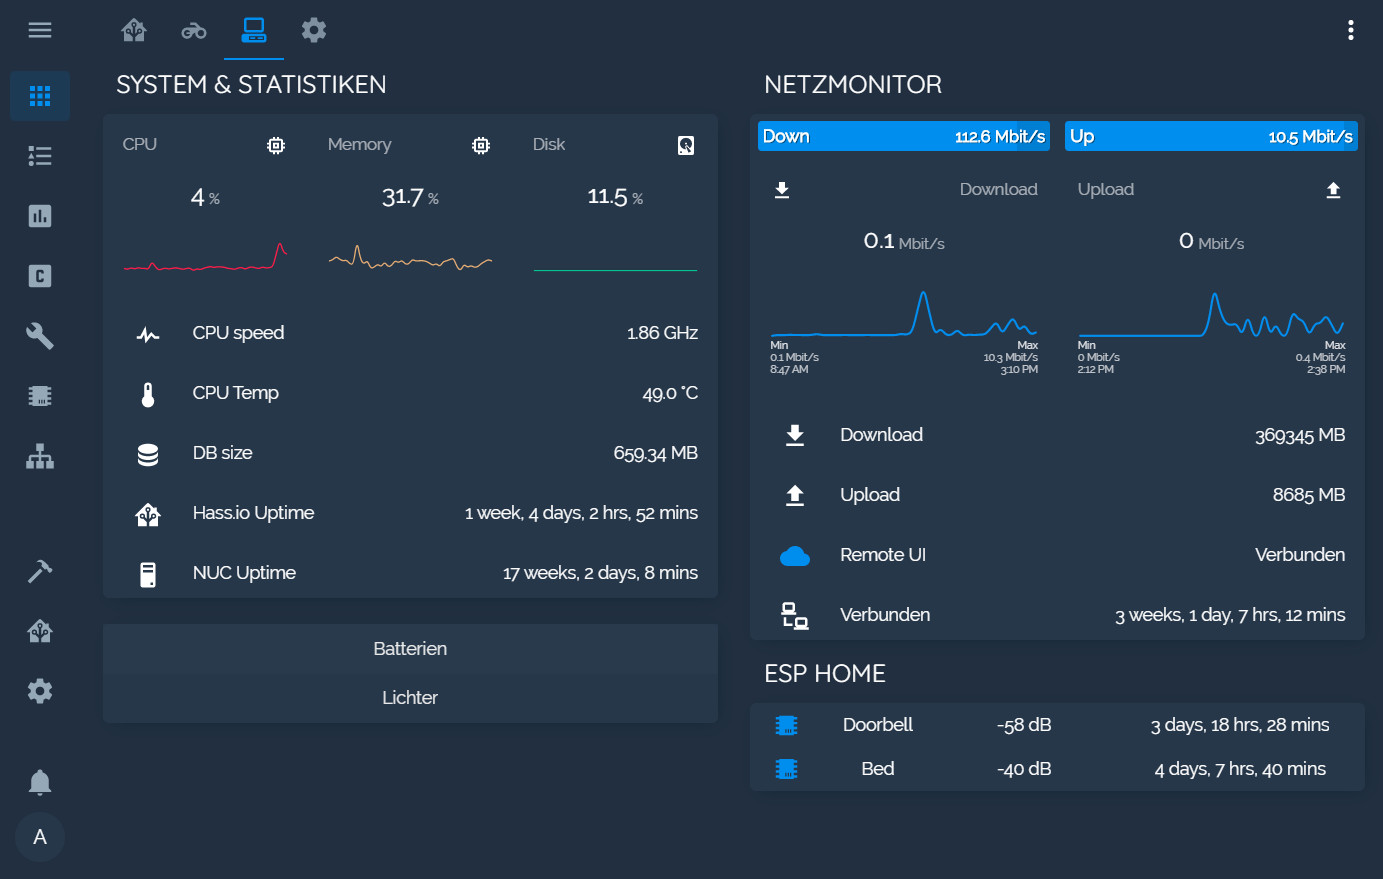 SYSTEM & STATISTIKEN
CPU
Memory
Disk
4 %
31.7 %
11.5 %
CPU speed 1.86 GHz
CPU Temp 49.0 °C
DB size 659.34 MB
Hass.io Uptime 1 week, 4 days, 2 hrs, 52 mins
NUC Uptime 17 weeks, 2 days, 8 mins
Batterien
Lichter
NETZMONITOR
Down 112.6 Mbit/s
Up 10.5 Mbit/s
Download
Upload
0.1 Mbit/s
0 Mbit/s
Min Max
0.1 Mbit/s 10.3 Mbit/s
8:47 AM 3:10 PM
Min Max
0 Mbit/s 0.4 Mbit/s
2:12 PM 2:38 PM
Download 369345 MB
Upload 8685 MB
Remote UI Verbunden
Verbunden 3 weeks, 1 day, 7 hrs, 12 mins
ESP HOME
Doorbell -58 dB 3 days, 18 hrs, 28 mins
Bed -40 dB 4 days, 7 hrs, 40 mins
C
A